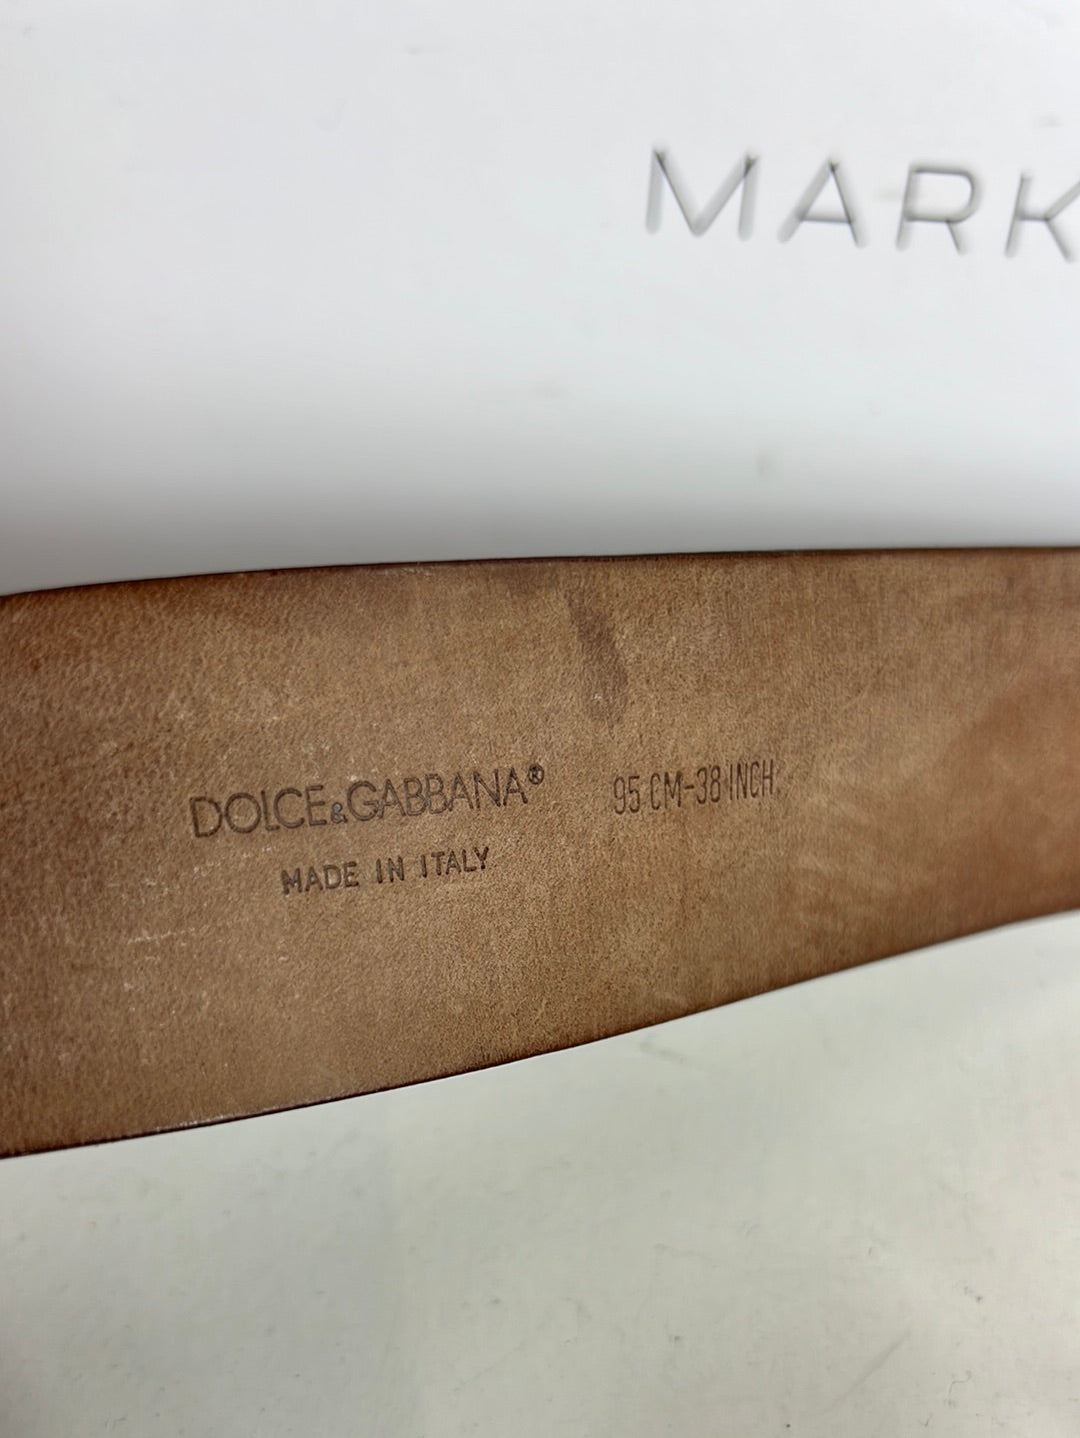 MARK
DOLCE&GABBANA® 95 CM-38 INCH.
MADE IN ITALY